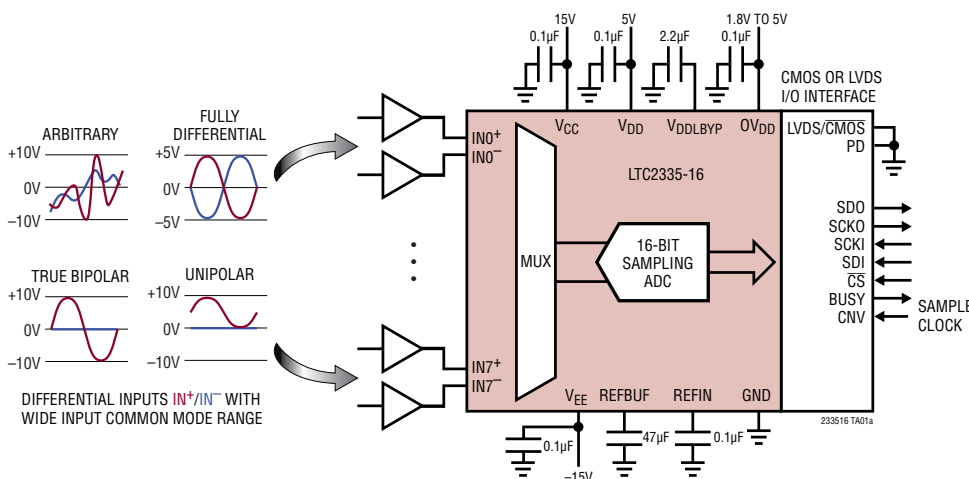 15V
5V
1.8V TO 5V
0.1µF
0.1µF
2.2µF
0.1µF
CMOS OR LVDS
I/O INTERFACE
VCC
VDD
VDDLBYP
OVDD
LVDS/CMOS
PD
ARBITRARY
+10V
0V
–10V
FULLY
DIFFERENTIAL
+5V
0V
–5V
IN0+
IN0–
LTC2335-16
MUX
16-BIT
SAMPLING
ADC
SDO
SCKO
SCKI
SDI
CS
BUSY
CNV
SAMPLE
CLOCK
TRUE BIPOLAR
+10V
0V
–10V
UNIPOLAR
+10V
0V
–10V
IN7+
IN7–
DIFFERENTIAL INPUTS IN+/IN– WITH
WIDE INPUT COMMON MODE RANGE
VEE
REFBUF
REFIN
GND
233516 TA01a
0.1µF
47µF
0.1µF
–15V